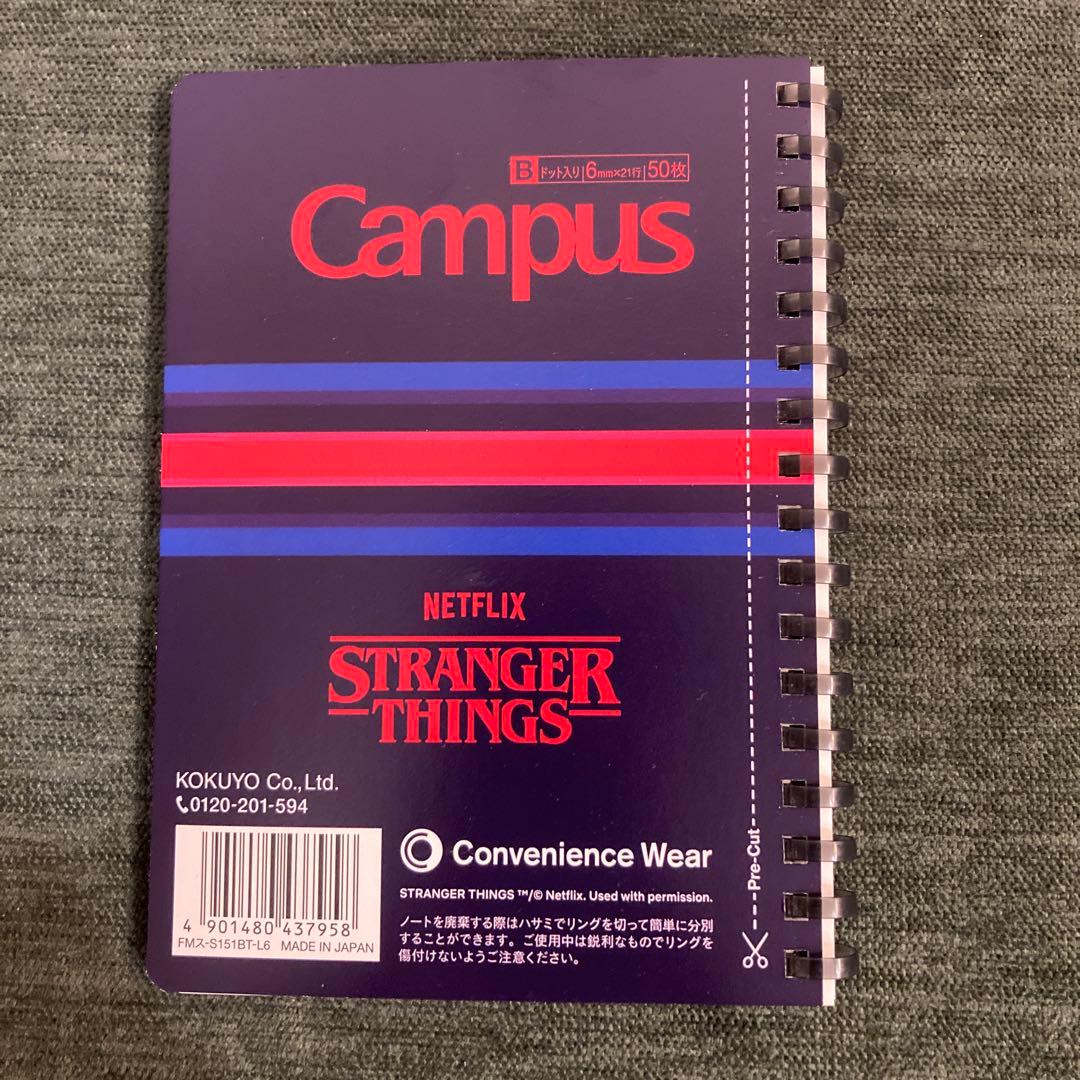 B ドット入り 6mm×21行 50枚
Campus
NETFLIX
STRANGER
THINGS
KOKUYO Co.,Ltd.
0120-201-594
4 901480 437958
FMス-S151BT-L6 MADE IN JAPAN
Convenience Wear
STRANGER THINGS ™/© Netflix. Used with permission.
ノートを廃棄する際はハサミでリングを切って簡単に分別
することができます。ご使用中は鋭利なものでリングを
傷付けないようご注意ください。
Pre-Cut